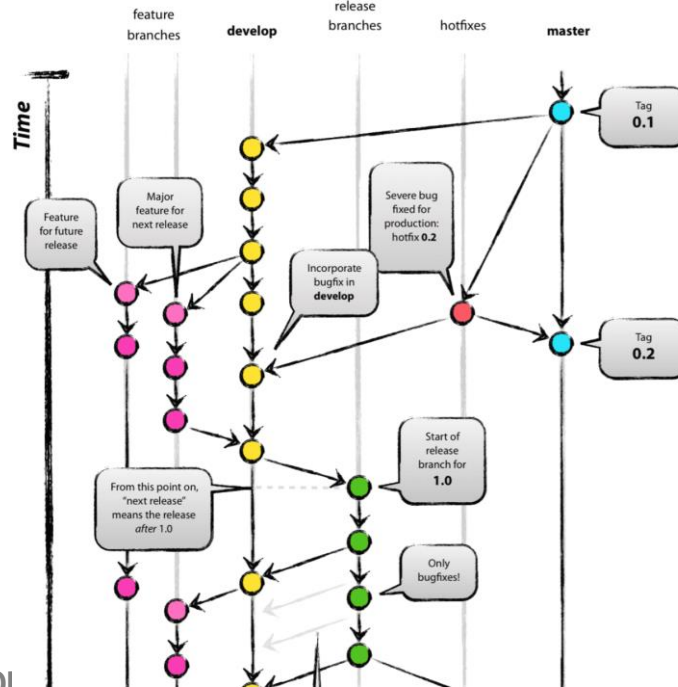 feature
branches
develop
release
branches
hotfixes
master
Time
Tag
0.1
Major
feature for
next release
Severe bug
fixed for
production:
hotfix 0.2
Feature
for future
release
Incorporate
bugfix in
develop
Tag
0.2
Start of
release
branch for
1.0
From this point on,
"next release"
means the release
after 1.0
Only
bugfixes!